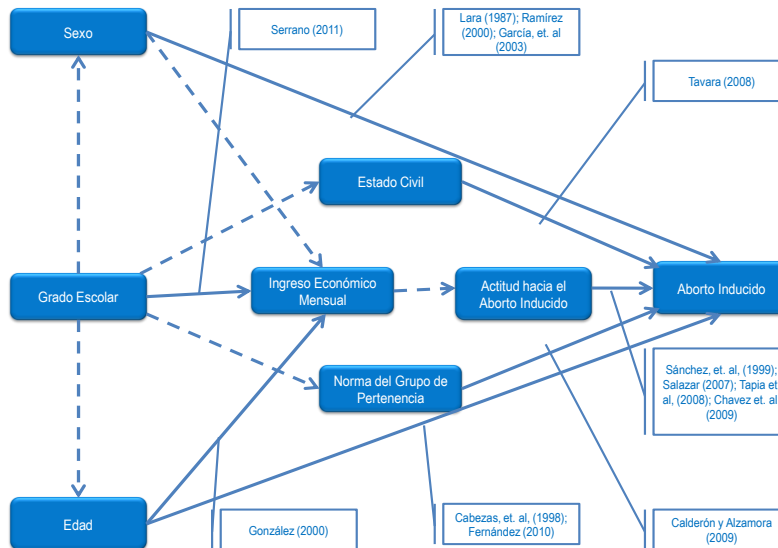 Sexo
Serrano (2011)
Lara (1987); Ramírez
(2000); García, et. al
(2003)
Tavara (2008)
Estado Civil
Grado Escolar
Ingreso Económico
Mensual
Actitud hacia el
Aborto Inducido
Aborto Inducido
Norma del Grupo de
Pertenencia
Sánchez, et. al, (1999);
Salazar (2007); Tapia et.
al, (2008); Chavez et. al.
(2009)
Edad
González (2000)
Cabezas, et. al, (1998);
Fernández (2010)
Calderón y Alzamora
(2009)